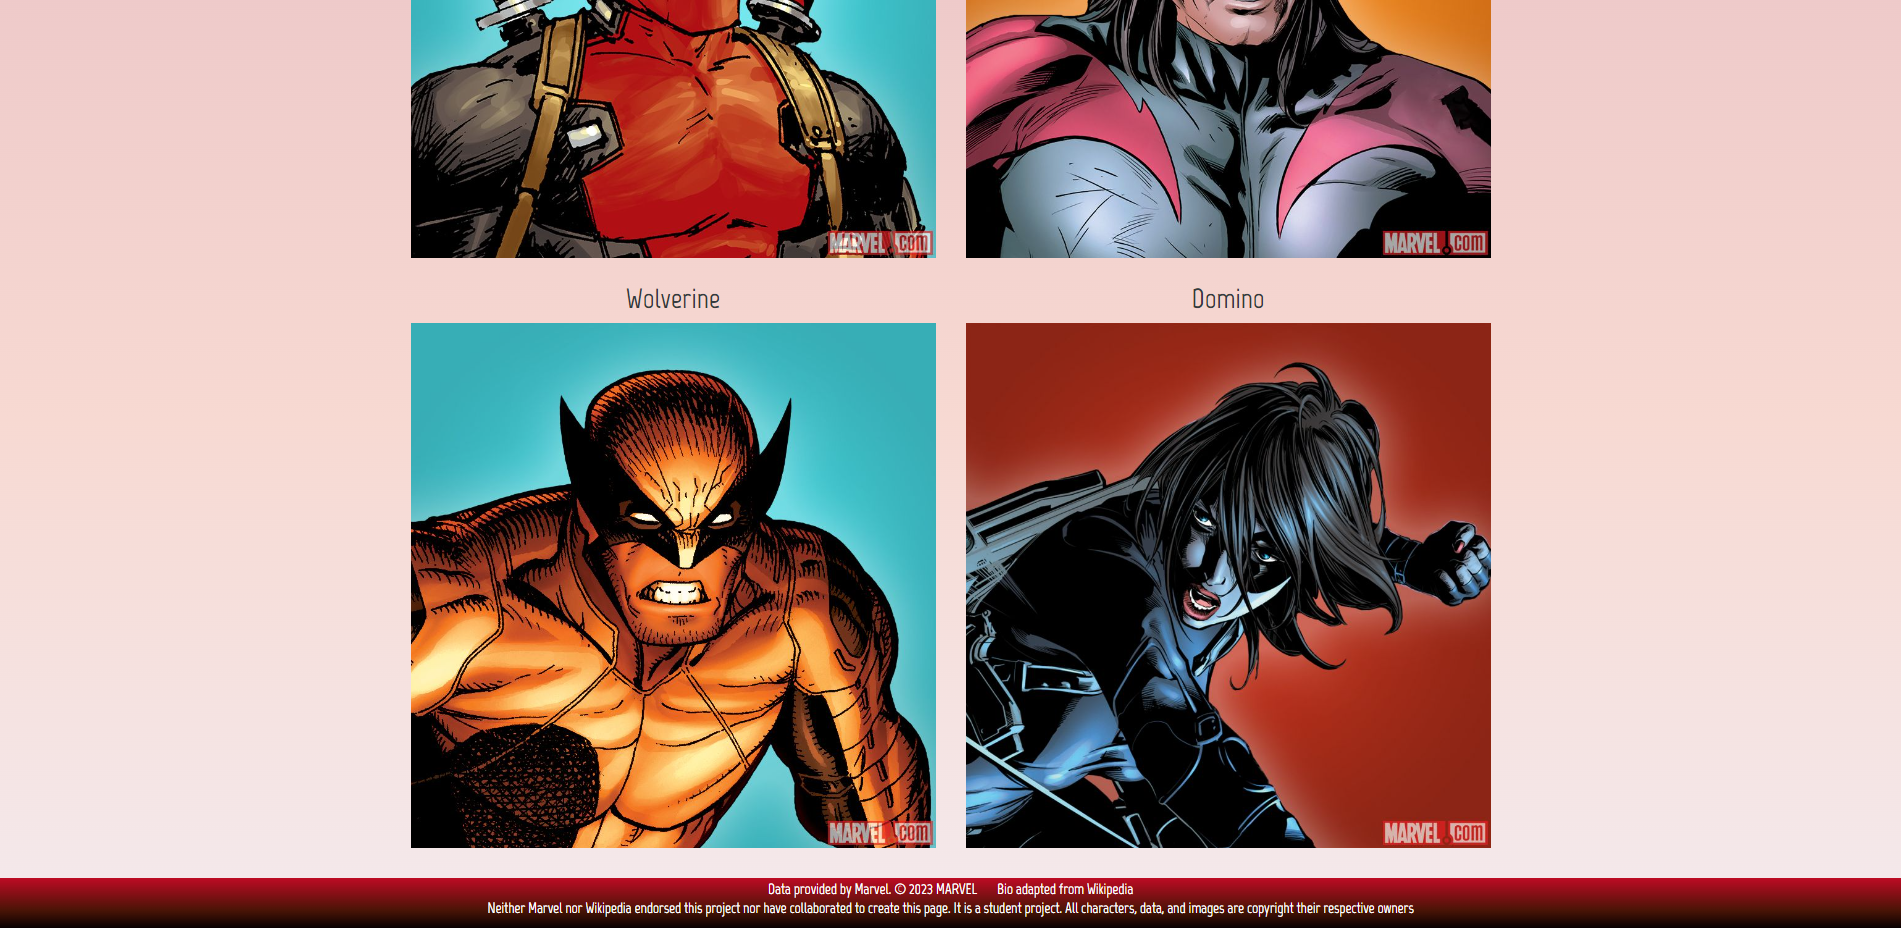 MARVEL.com
MARVEL.com
Wolverine
Domino
MARVEL.com
MARVEL.com
Data provided by Marvel. © 2023 MARVEL Bio adapted from Wikipedia
Neither Marvel nor Wikipedia endorsed this project nor have collaborated to create this page. It is a student project. All characters, data, and images are copyright their respective owners